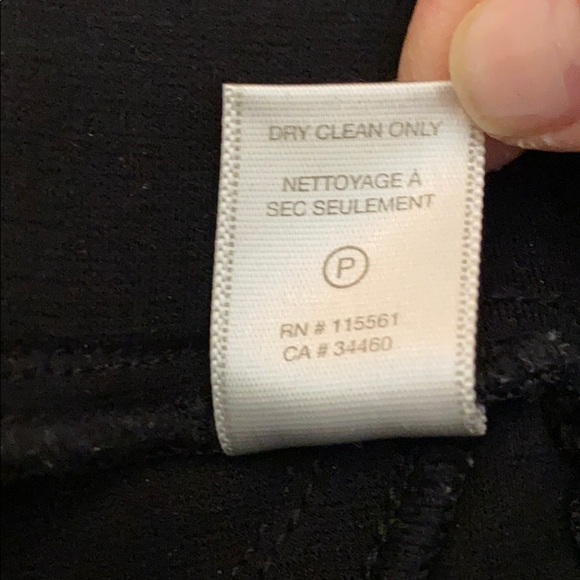 DRY CLEAN ONLY
NETTOYAGE À
SEC SEULEMENT
P
RN # 115561
CA # 34460